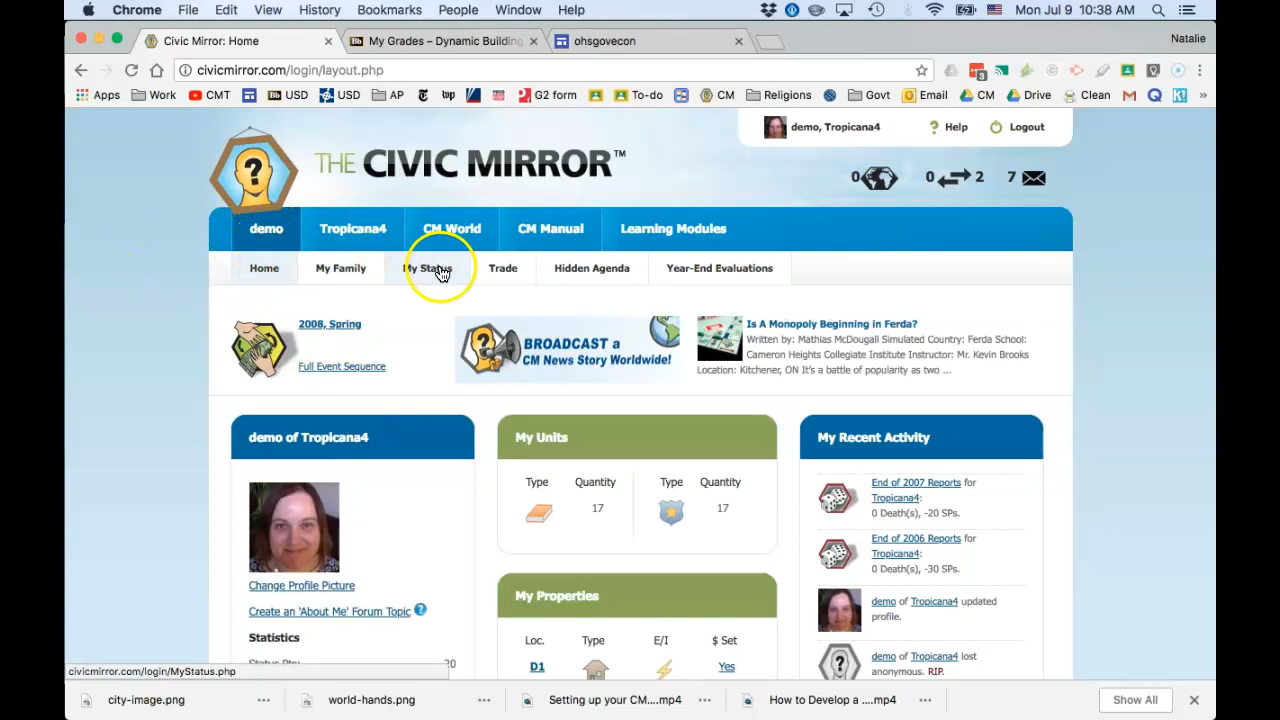 Chrome File Edit View History Bookmarks People Window Help Mon Jul 9 10:38 AM
Civic Mirror: Home My Grades – Dynamic Building ohsgovecon Natalie
civicmirror.com/login/layout.php 3
Apps Work CMT USD USD AP wp G2 form To-do CM Religions Govt Email CM Drive Clean »
demo, Tropicana4 Help Logout
THE CIVIC MIRROR™
0 0 2 7
demo Tropicana4 CM World CM Manual Learning Modules
Home My Family My Status Trade Hidden Agenda Year-End Evaluations
2008, Spring
Full Event Sequence
BROADCAST a
CM News Story Worldwide!
Is A Monopoly Beginning in Ferda?
Written by: Mathias McDougall Simulated Country: Ferda School:
Cameron Heights Collegiate Institute Instructor: Mr. Kevin Brooks
Location: Kitchener, ON It's a battle of popularity as two ...
demo of Tropicana4
Change Profile Picture
Create an 'About Me' Forum Topic ?
Statistics
Status Pts: 20
My Units
Type Quantity Type Quantity
17 17
My Properties
Loc. Type E/I $ Set
D1 Yes
My Recent Activity
End of 2007 Reports for
Tropicana4:
0 Death(s), -20 SPs.
End of 2006 Reports for
Tropicana4:
0 Death(s), -30 SPs.
demo of Tropicana4 updated
profile.
demo of Tropicana4 lost
anonymous. RIP.
civicmirror.com/login/MyStatus.php
city-image.png world-hands.png Setting up your CM....mp4 How to Develop a ....mp4 Show All